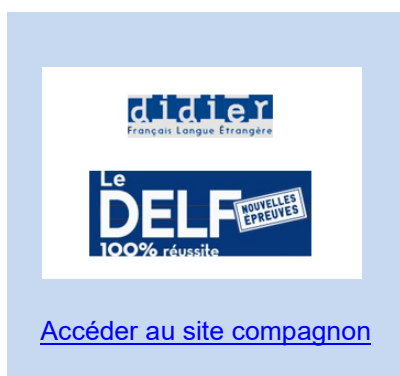 didier
Français Langue Étrangère
Le
DELF
NOUVELLES
ÉPREUVES
100% réussite
Accéder au site compagnon